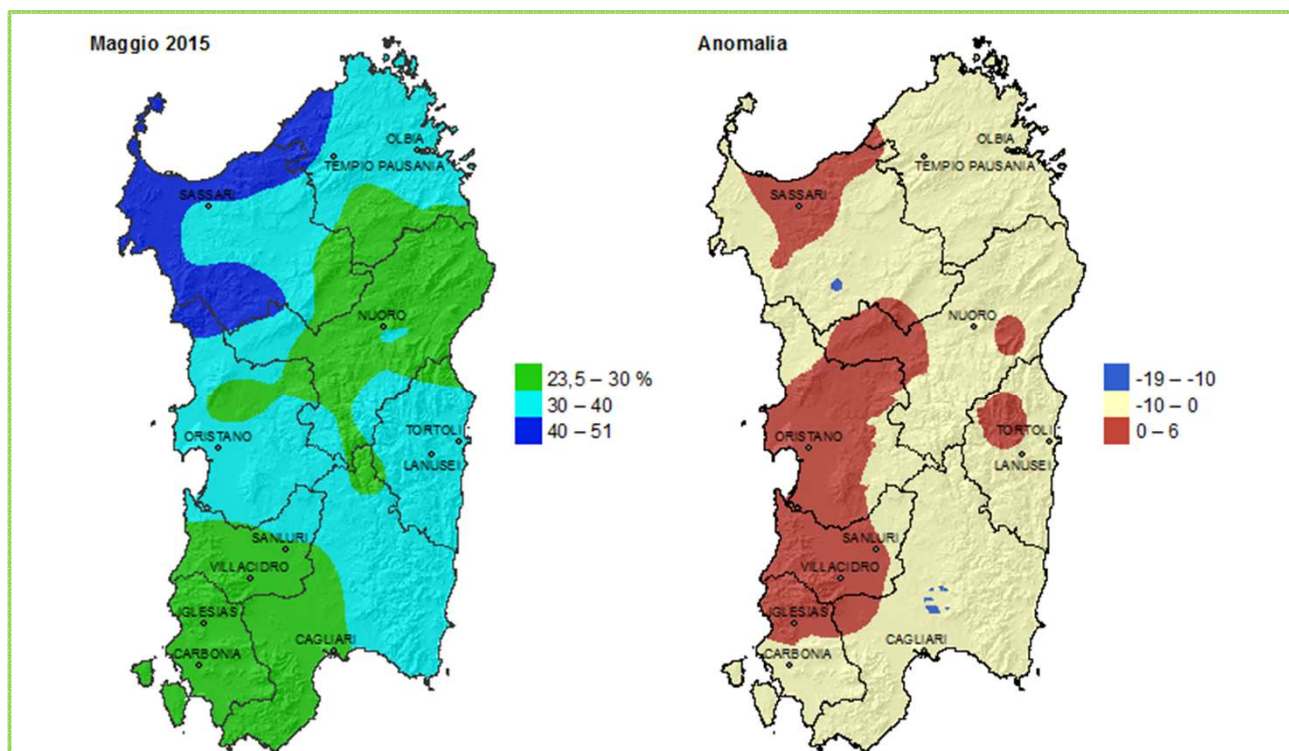 Maggio 2015
OLBIA
TEMPIO PAUSANIA
SASSARI
NUORO
ORISTANO
TORTOLI
LANUSEI
SANLURI
VILLACIDRO
IGLESIAS
CAGLIARI
CARBONIA
23,5 – 30 %
30 – 40
40 – 51
Anomalia
OLBIA
TEMPIO PAUSANIA
SASSARI
NUORO
ORISTANO
TORTOLI
LANUSEI
SANLURI
VILLACIDRO
IGLESIAS
CAGLIARI
CARBONIA
-19 – -10
-10 – 0
0 – 6